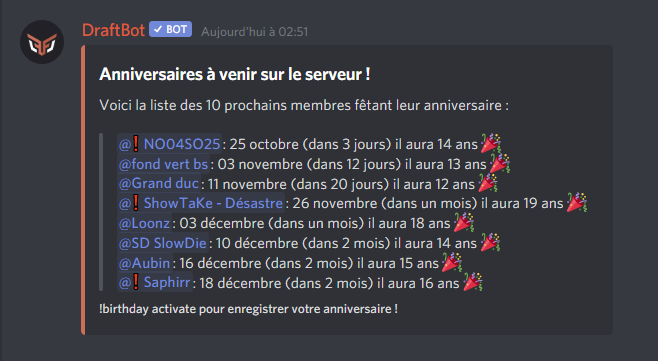 DraftBot ✔ BOT Aujourd'hui à 02:51
Anniversaires à venir sur le serveur !
Voici la liste des 10 prochains membres fêtant leur anniversaire :
@❗NO04SO25 : 25 octobre (dans 3 jours) il aura 14 ans 🎉
@fond vert bs : 03 novembre (dans 12 jours) il aura 13 ans 🎉
@Grand duc : 11 novembre (dans 20 jours) il aura 12 ans 🎉
@❗ShowTaKe - Désastre : 26 novembre (dans un mois) il aura 19 ans 🎉
@Loonz : 03 décembre (dans un mois) il aura 18 ans 🎉
@SD SlowDie : 10 décembre (dans 2 mois) il aura 14 ans 🎉
@Aubin : 16 décembre (dans 2 mois) il aura 15 ans 🎉
@❗Saphirr : 18 décembre (dans 2 mois) il aura 16 ans 🎉
!birthday activate pour enregistrer votre anniversaire !